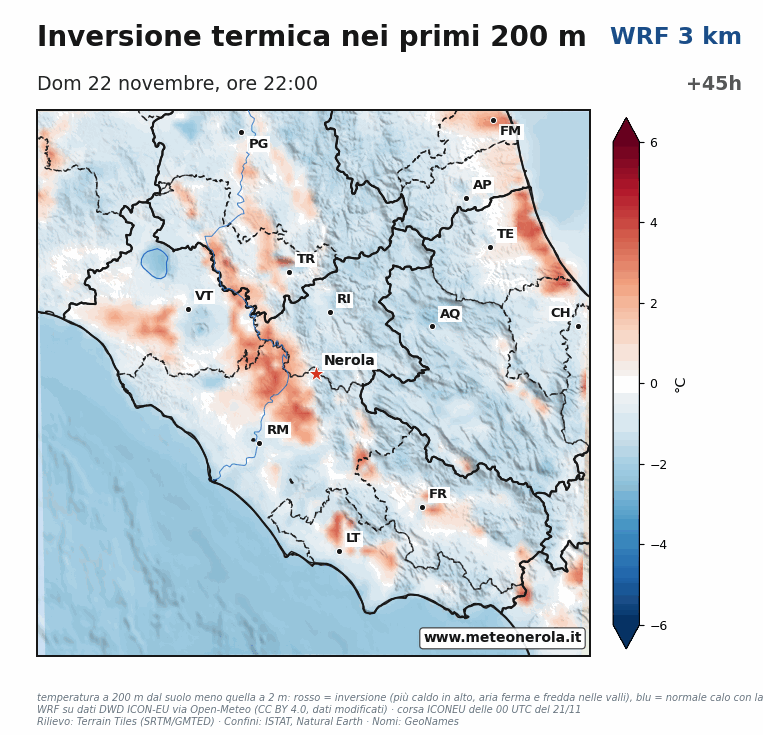 Inversione termica nei primi 200 m WRF 3 km
Dom 22 novembre, ore 22:00 +45h
FM
PG
AP
TE
TR
VT
RI
AQ
CH
Nerola
RM
FR
LT
6
4
2
0
−2
−4
−6
°C
www.meteonerola.it
temperatura a 200 m dal suolo meno quella a 2 m: rosso = inversione (più caldo in alto, aria ferma e fredda nelle valli), blu = normale calo con la
WRF su dati DWD ICON-EU via Open-Meteo (CC BY 4.0, dati modificati) · corsa ICONEU delle 00 UTC del 21/11
Rilievo: Terrain Tiles (SRTM/GMTED) · Confini: ISTAT, Natural Earth · Nomi: GeoNames